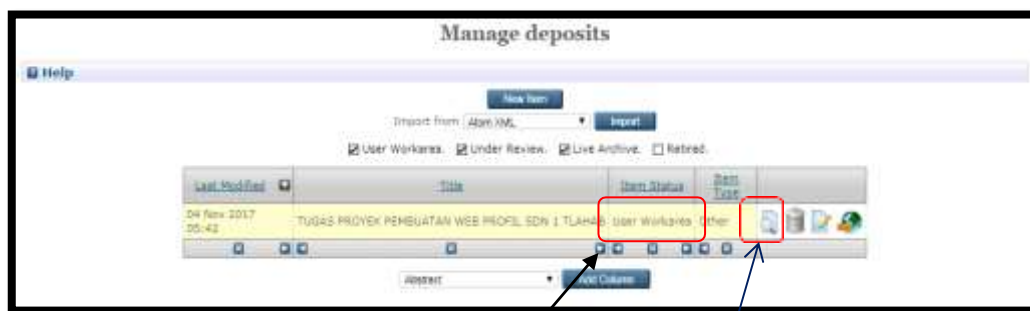 Manage deposits
Help
New Item
Import from Atom XML Import
User Workarea. Under Review. Live Archive. Retired.
Last Modified Title Item Status Item Type
04 Nov 2017 05:42 TUGAS PROYEK PEMBUATAN WEB PROFIL SDN 1 TLAHAB User Workarea Other
Abstract Add Column